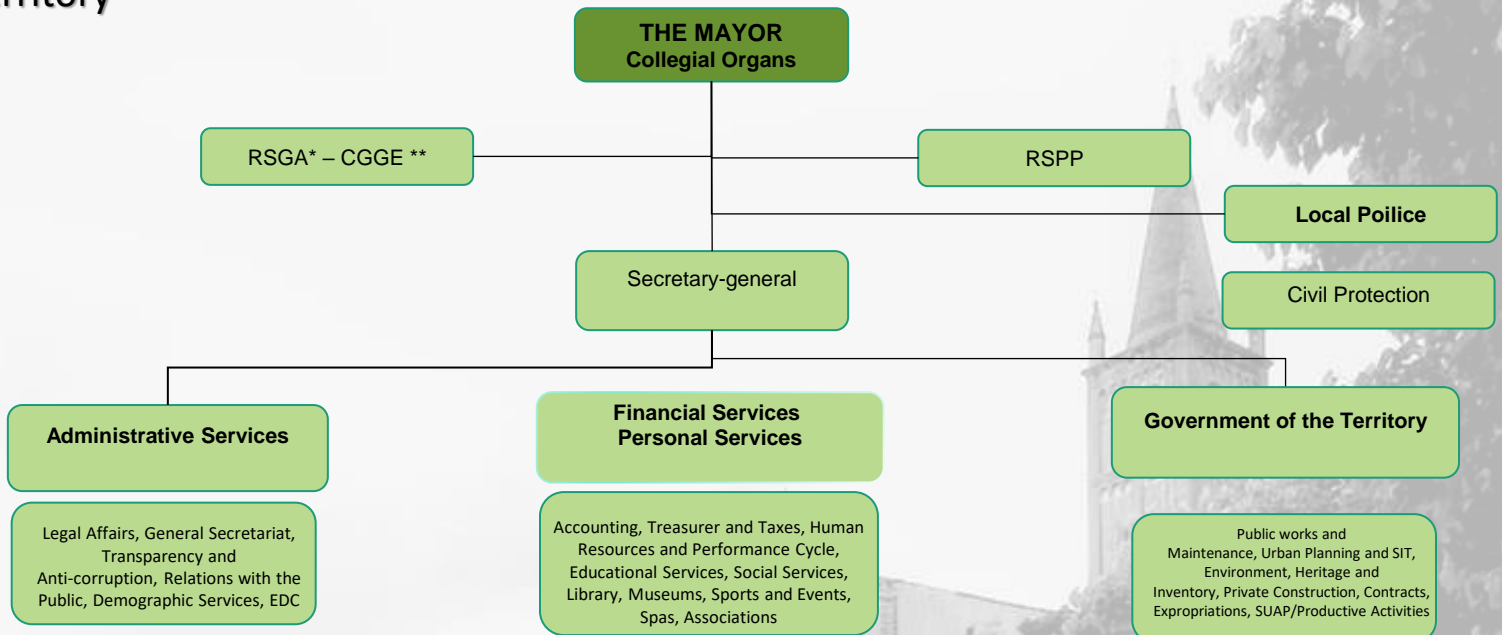 THE MAYOR
Collegial Organs
RSGA* – CGGE **
RSPP
Local Poilice
Secretary-general
Civil Protection
Administrative Services
Financial Services
Personal Services
Government of the Territory
Legal Affairs, General Secretariat,
Transparency and
Anti-corruption, Relations with the
Public, Demographic Services, EDC
Accounting, Treasurer and Taxes, Human
Resources and Performance Cycle,
Educational Services, Social Services,
Library, Museums, Sports and Events,
Spas, Associations
Public works and
Maintenance, Urban Planning and SIT,
Environment, Heritage and
Inventory, Private Construction, Contracts,
Expropriations, SUAP/Productive Activities